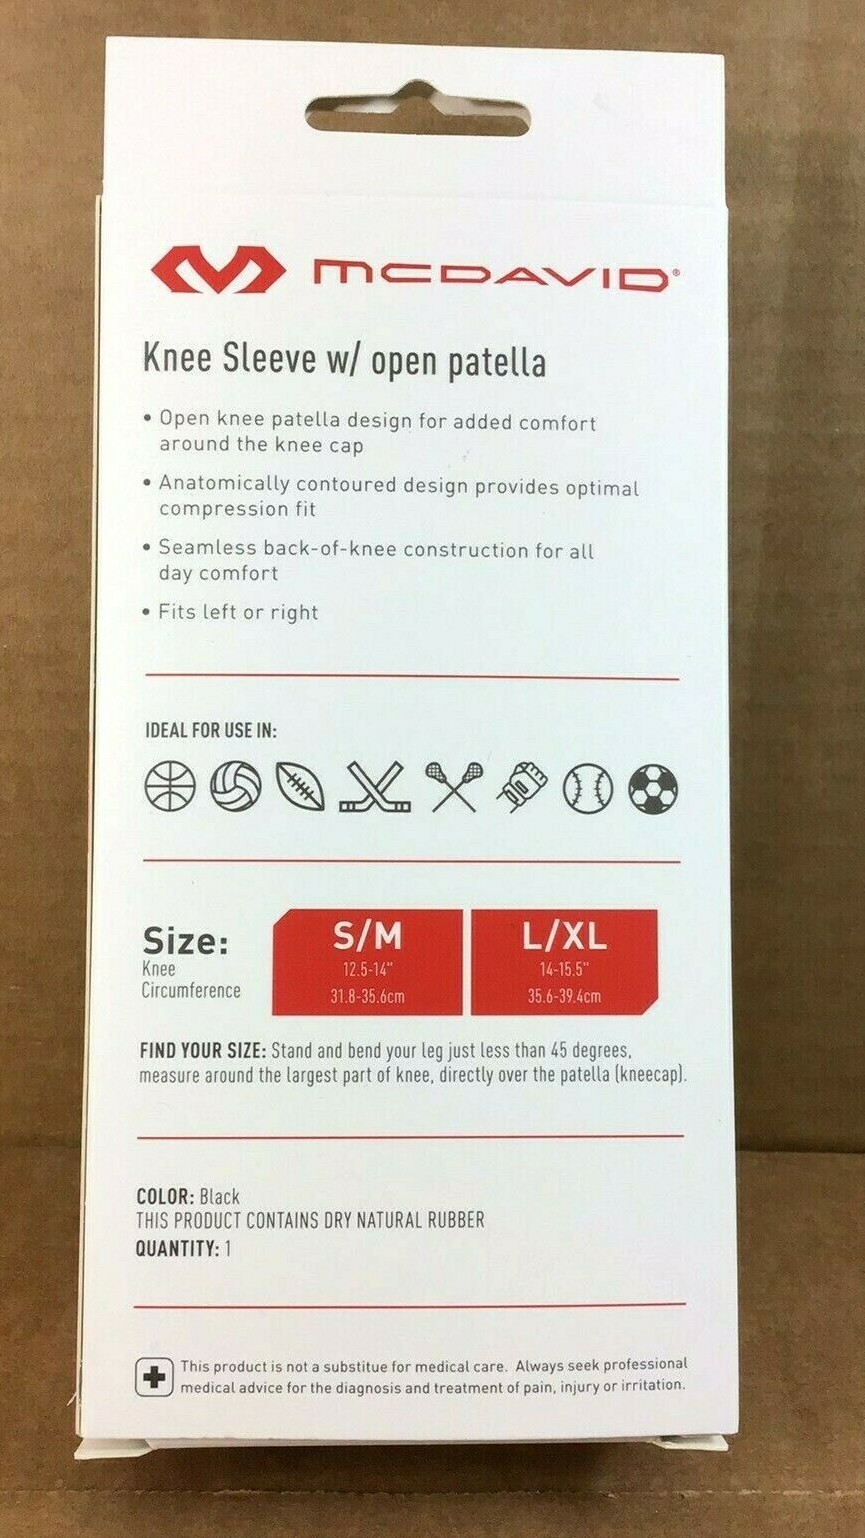 MCDAVID®
Knee Sleeve w/ open patella
• Open knee patella design for added comfort
around the knee cap
• Anatomically contoured design provides optimal
compression fit
• Seamless back-of-knee construction for all
day comfort
• Fits left or right
IDEAL FOR USE IN:
Size:
Knee
Circumference
S/M
12.5-14"
31.8-35.6cm
L/XL
14-15.5"
35.6-39.4cm
FIND YOUR SIZE: Stand and bend your leg just less than 45 degrees,
measure around the largest part of knee, directly over the patella (kneecap).
COLOR: Black
THIS PRODUCT CONTAINS DRY NATURAL RUBBER
QUANTITY: 1
This product is not a substitue for medical care. Always seek professional
medical advice for the diagnosis and treatment of pain, injury or irritation.